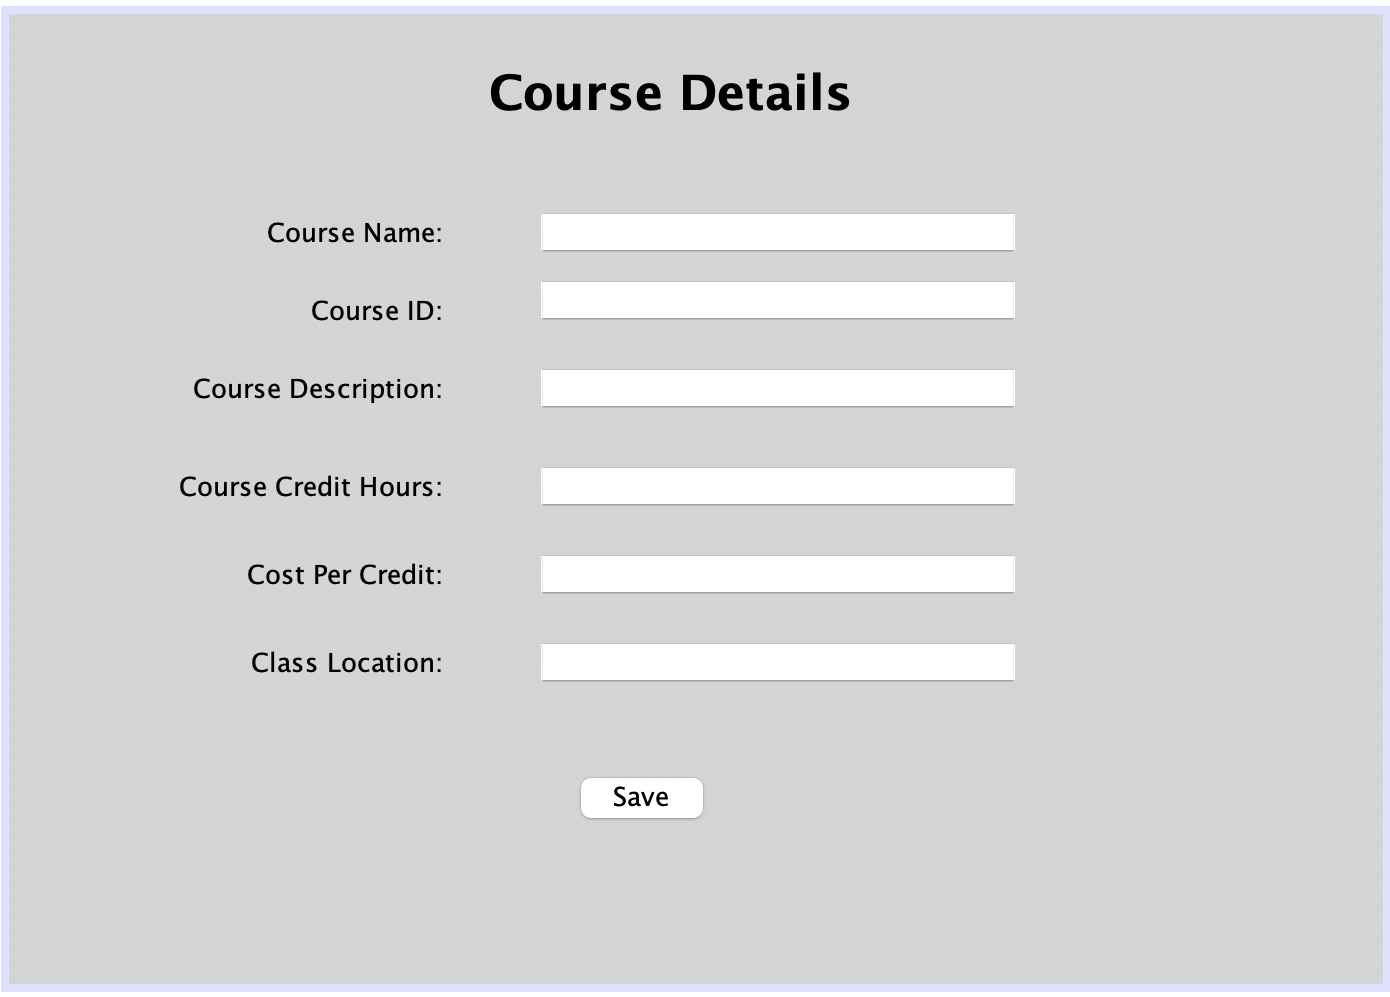 Course Details
Course Name:
Course ID:
Course Description:
Course Credit Hours:
Cost Per Credit:
Class Location:
Save